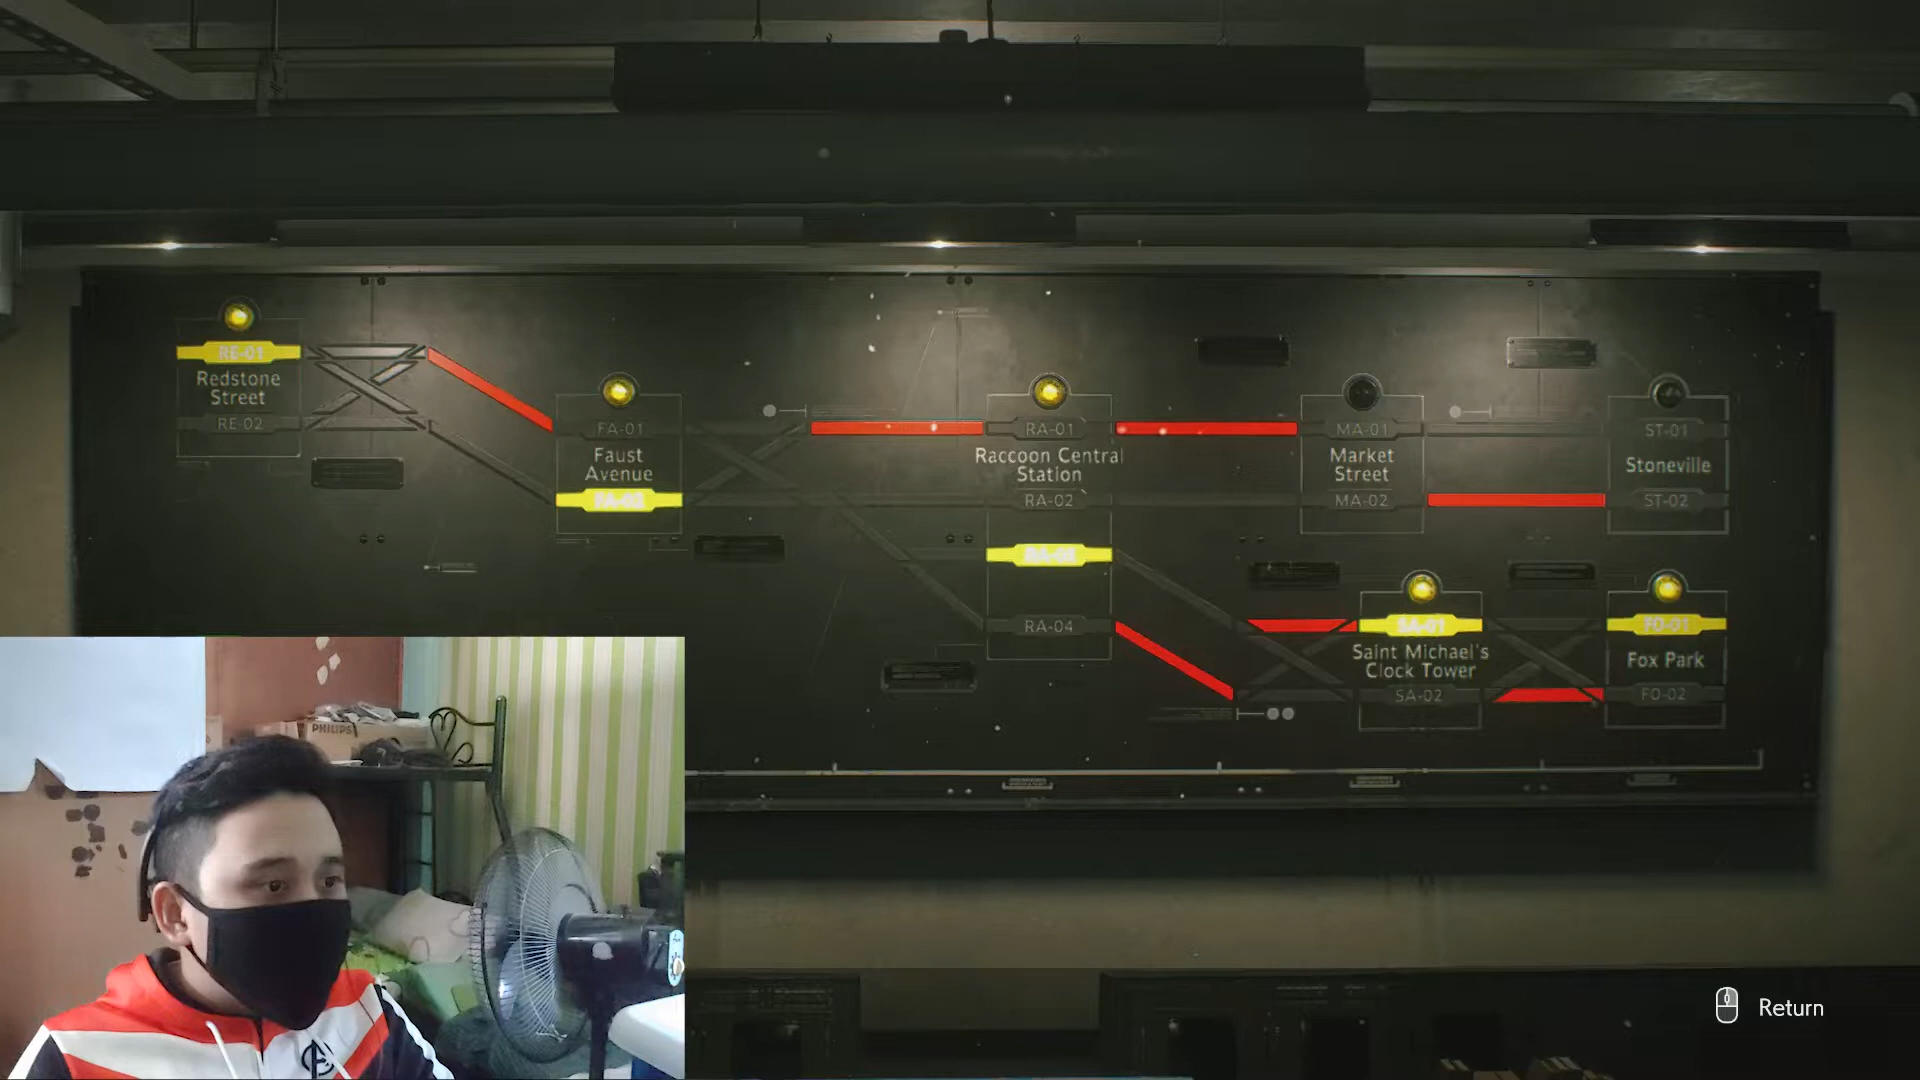 RE-01
Redstone
Street
RE-02
FA-01
Faust
Avenue
FA-02
RA-01
Raccoon Central
Station
RA-02
RA-03
RA-04
MA-01
Market
Street
MA-02
ST-01
Stoneville
ST-02
SA-01
Saint Michael's
Clock Tower
SA-02
FO-01
Fox Park
FO-02
PHILIPS
Return